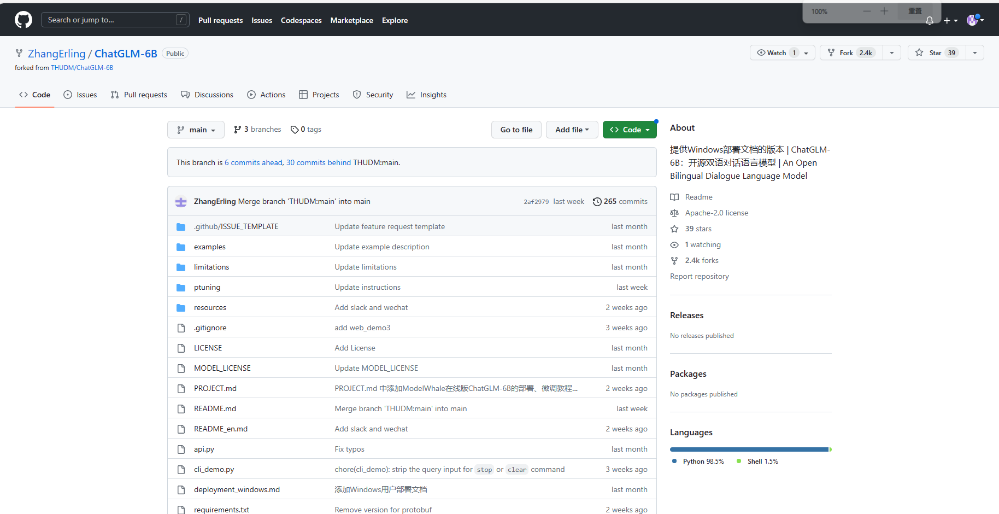 100% 重置
Search or jump to... / Pull requests Issues Codespaces Marketplace Explore
ZhangErling / ChatGLM-6B Public Watch 1 Fork 2.4k Star 39
forked from THUDM/ChatGLM-6B
Code Issues Pull requests Discussions Actions Projects Security Insights
main 3 branches 0 tags Go to file Add file Code
This branch is 6 commits ahead, 30 commits behind THUDM:main.
ZhangErling Merge branch 'THUDM:main' into main 2af2979 last week 265 commits
.github/ISSUE_TEMPLATE Update feature request template last month
examples Update example description last month
limitations Update limitations last month
ptuning Update instructions last week
resources Add slack and wechat 2 weeks ago
.gitignore add web_demo3 3 weeks ago
LICENSE Add License last month
MODEL_LICENSE Update MODEL_LICENSE last month
PROJECT.md PROJECT.md 中添加ModelWhale在线版ChatGLM-6B的部署、微调教程... 2 weeks ago
README.md Merge branch 'THUDM:main' into main last week
README_en.md Add slack and wechat 2 weeks ago
api.py Fix typos last month
cli_demo.py chore(cli_demo): strip the query input for stop or clear command 3 weeks ago
deployment_windows.md 添加Windows用户部署文档 last month
requirements.txt Remove version for protobuf 2 weeks ago
About
提供Windows部署文档的版本 | ChatGLM-
6B：开源双语对话语言模型 | An Open
Bilingual Dialogue Language Model
Readme
Apache-2.0 license
39 stars
1 watching
2.4k forks
Report repository
Releases
No releases published
Packages
No packages published
Languages
Python 98.5% Shell 1.5%